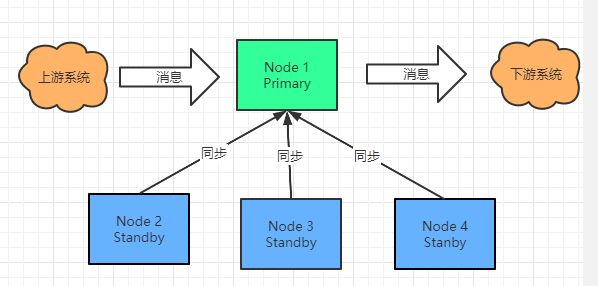 上游系统
消息
Node 1
Primary
消息
下游系统
同步
同步
同步
Node 2
Standby
Node 3
Standby
Node 4
Stanby